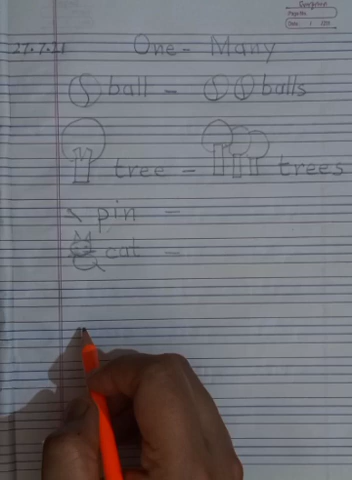 27.7.21 One - Many
ball - balls
tree - trees
pin -
cat -